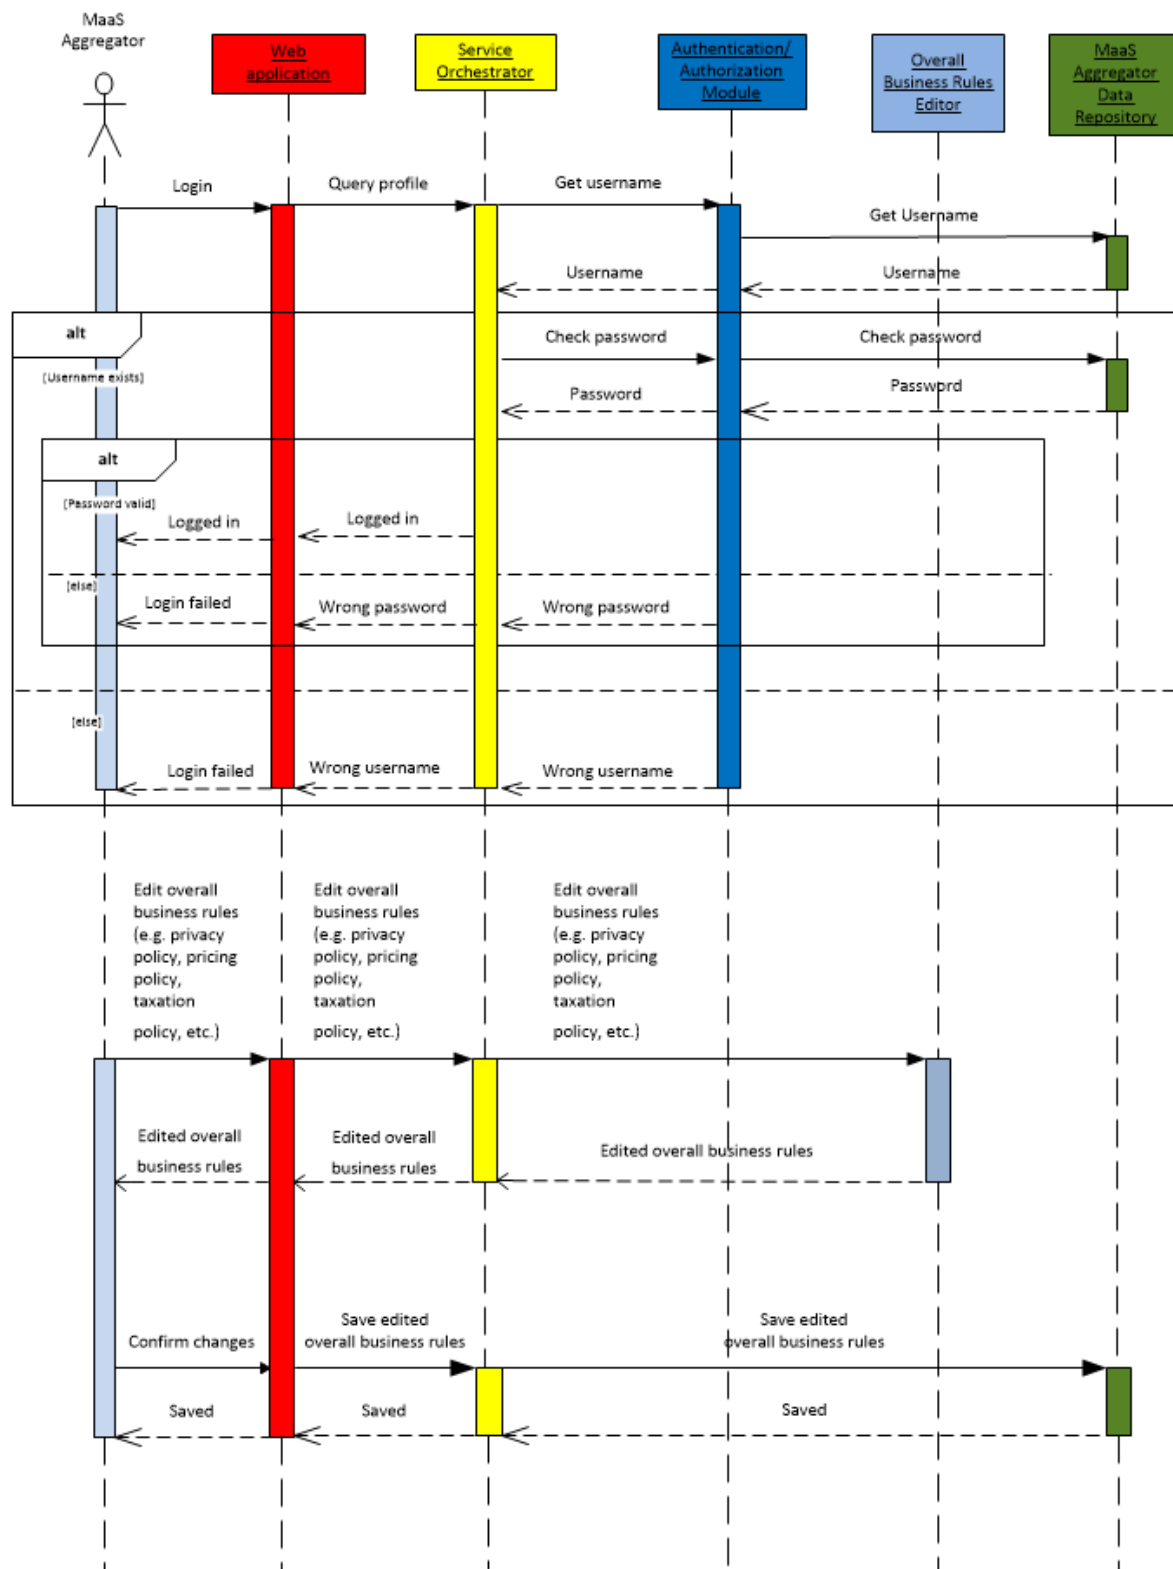 MaaS
Aggregator
Web
application
Service
Orchestrator
Authentication/
Authorization
Module
Overall
Business Rules
Editor
MaaS
Aggregator
Data
Repository
Login
Query profile
Get username
Get Username
Username
Username
alt
[Username exists]
Check password
Check password
Password
Password
alt
[Password valid]
Logged in
Logged in
[else]
Login failed
Wrong password
Wrong password
[else]
Login failed
Wrong username
Wrong username
Edit overall
business rules
(e.g. privacy
policy, pricing
policy,
taxation
policy, etc.)
Edit overall
business rules
(e.g. privacy
policy, pricing
policy,
taxation
policy, etc.)
Edit overall
business rules
(e.g. privacy
policy, pricing
policy,
taxation
policy, etc.)
Edited overall
business rules
Edited overall
business rules
Edited overall business rules
Confirm changes
Save edited
overall business rules
Save edited
overall business rules
Saved
Saved
Saved